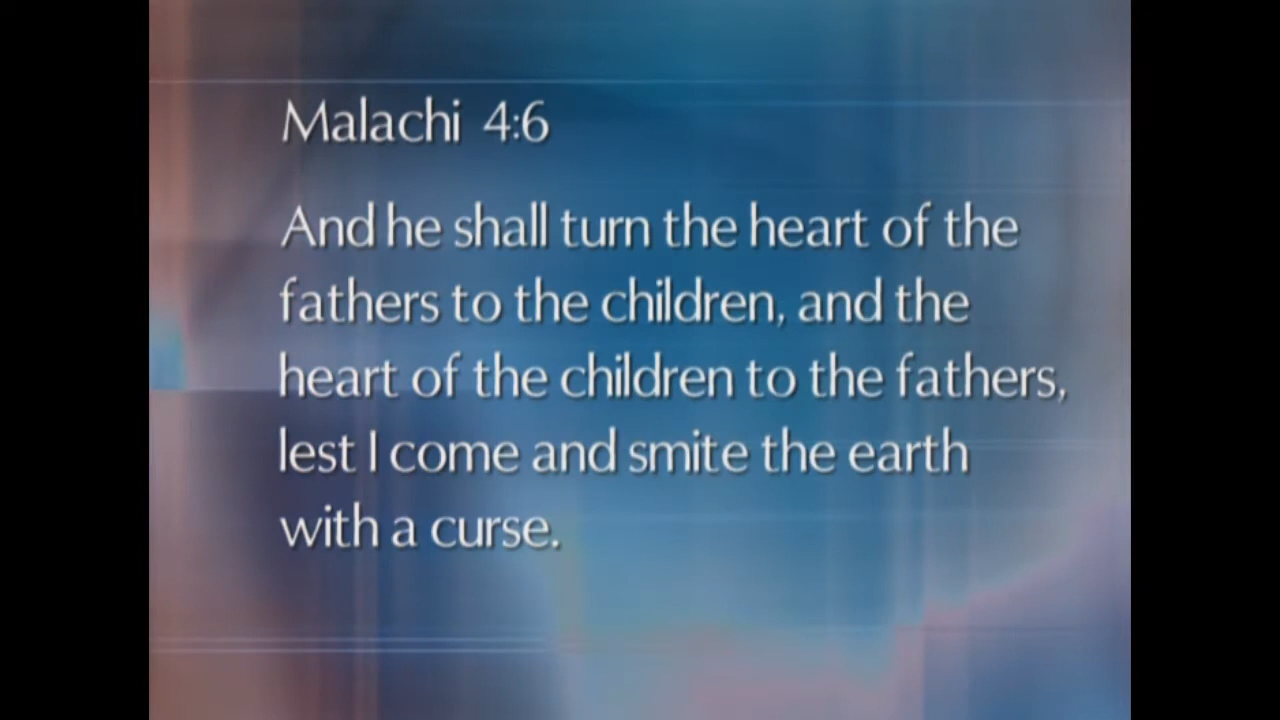 Malachi 4:6
And he shall turn the heart of the
fathers to the children, and the
heart of the children to the fathers,
lest I come and smite the earth
with a curse.